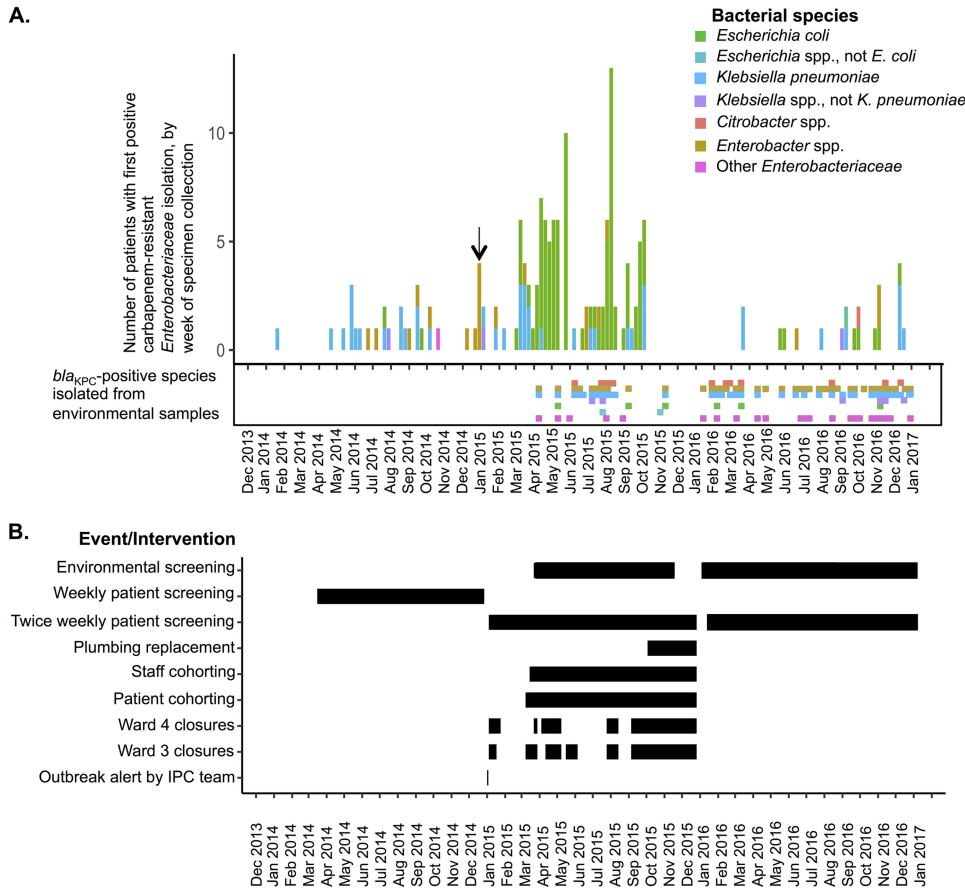 A.
Bacterial species
Escherichia coli
Escherichia spp., not E. coli
Klebsiella pneumoniae
Klebsiella spp., not K. pneumoniae
Citrobacter spp.
Enterobacter spp.
Other Enterobacteriaceae
Number of patients with first positive
carbapenem-resistant
Enterobacteriaceae isolation, by
week of specimen collecction
10
5
0
blaKPC-positive species
isolated from
environmental samples
Dec 2013
Jan 2014
Feb 2014
Mar 2014
Apr 2014
May 2014
Jun 2014
Jul 2014
Aug 2014
Sep 2014
Oct 2014
Nov 2014
Dec 2014
Jan 2015
Feb 2015
Mar 2015
Apr 2015
May 2015
Jun 2015
Jul 2015
Aug 2015
Sep 2015
Oct 2015
Nov 2015
Dec 2015
Jan 2016
Feb 2016
Mar 2016
Apr 2016
May 2016
Jun 2016
Jul 2016
Aug 2016
Sep 2016
Oct 2016
Nov 2016
Dec 2016
Jan 2017
B.
Event/Intervention
Environmental screening
Weekly patient screening
Twice weekly patient screening
Plumbing replacement
Staff cohorting
Patient cohorting
Ward 4 closures
Ward 3 closures
Outbreak alert by IPC team
Dec 2013
Jan 2014
Feb 2014
Mar 2014
Apr 2014
May 2014
Jun 2014
Jul 2014
Aug 2014
Sep 2014
Oct 2014
Nov 2014
Dec 2014
Jan 2015
Feb 2015
Mar 2015
Apr 2015
May 2015
Jun 2015
Jul 2015
Aug 2015
Sep 2015
Oct 2015
Nov 2015
Dec 2015
Jan 2016
Feb 2016
Mar 2016
Apr 2016
May 2016
Jun 2016
Jul 2016
Aug 2016
Sep 2016
Oct 2016
Nov 2016
Dec 2016
Jan 2017